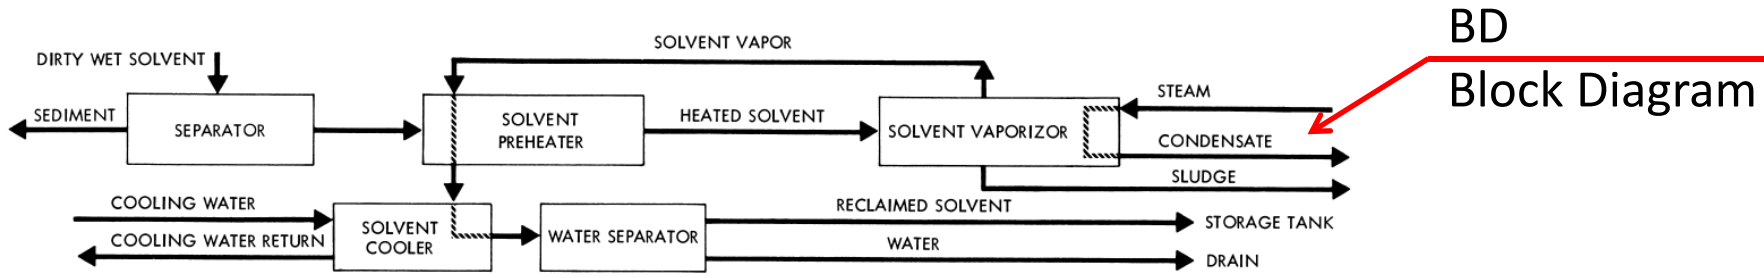 BD
Block Diagram
SOLVENT VAPOR
DIRTY WET SOLVENT
SEDIMENT
SEPARATOR
SOLVENT
PREHEATER
HEATED SOLVENT
SOLVENT VAPORIZOR
STEAM
CONDENSATE
SLUDGE
COOLING WATER
COOLING WATER RETURN
SOLVENT
COOLER
WATER SEPARATOR
RECLAIMED SOLVENT
STORAGE TANK
WATER
DRAIN